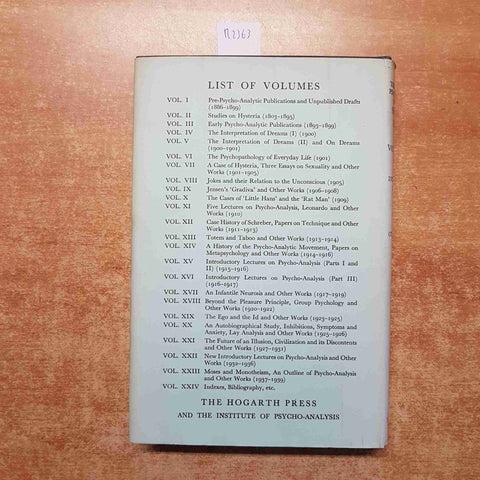 R2363
LIST OF VOLUMES
VOL. I Pre-Psycho-Analytic Publications and Unpublished Drafts
(1886-1899)
VOL. II Studies on Hysteria (1893-1895)
VOL. III Early Psycho-Analytic Publications (1893-1899)
VOL. IV The Interpretation of Dreams (I) (1900)
VOL. V The Interpretation of Dreams (II) and On Dreams
(1900-1901)
VOL. VI The Psychopathology of Everyday Life (1901)
VOL. VII A Case of Hysteria, Three Essays on Sexuality and Other
Works (1901-1905)
VOL. VIII Jokes and their Relation to the Unconscious (1905)
VOL. IX Jensen's 'Gradiva' and Other Works (1906-1908)
VOL. X The Cases of 'Little Hans' and the 'Rat Man' (1909)
VOL. XI Five Lectures on Psycho-Analysis, Leonardo and Other
Works (1910)
VOL. XII Case History of Schreber, Papers on Technique and Other
Works (1911-1913)
VOL. XIII Totem and Taboo and Other Works (1913-1914)
VOL. XIV A History of the Psycho-Analytic Movement, Papers on
Metapsychology and Other Works (1914-1916)
VOL. XV Introductory Lectures on Psycho-Analysis (Parts I and
II) (1915-1916)
VOL XVI Introductory Lectures on Psycho-Analysis (Part III)
(1916-1917)
VOL. XVII An Infantile Neurosis and Other Works (1917-1919)
VOL. XVIII Beyond the Pleasure Principle, Group Psychology and
Other Works (1920-1922)
VOL. XIX The Ego and the Id and Other Works (1923-1925)
VOL. XX An Autobiographical Study, Inhibitions, Symptoms and
Anxiety, Lay Analysis and Other Works (1925-1926)
VOL. XXI The Future of an Illusion, Civilization and its Discontents
and Other Works (1927-1931)
VOL. XXII New Introductory Lectures on Psycho-Analysis and Other
Works (1932-1936)
VOL. XXIII Moses and Monotheism, An Outline of Psycho-Analysis
and Other Works (1937-1939)
VOL. XXIV Indexes, Bibliography, etc.
THE HOGARTH PRESS
AND THE INSTITUTE OF PSYCHO-ANALYSIS